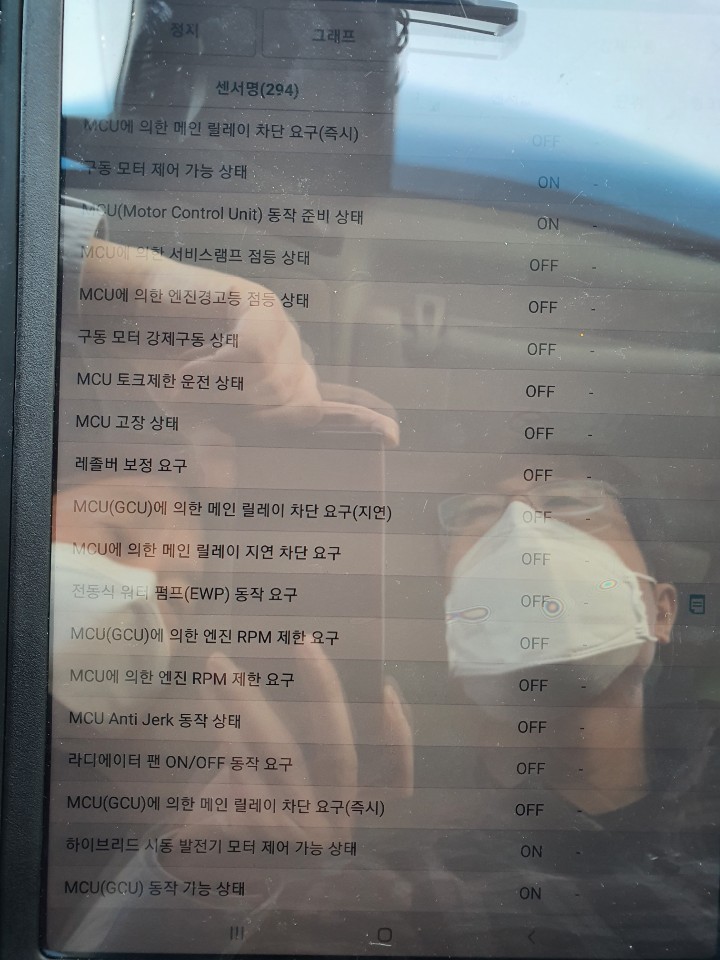 정지 그래프
센서명(294)
MCU에 의한 메인 릴레이 차단 요구(즉시) OFF
구동 모터 제어 가능 상태 ON -
MCU(Motor Control Unit) 동작 준비 상태 ON -
MCU에 의한 서비스램프 점등 상태 OFF -
MCU에 의한 엔진경고등 점등 상태 OFF -
구동 모터 강제구동 상태 OFF -
MCU 토크제한 운전 상태 OFF -
MCU 고장 상태 OFF -
레졸버 보정 요구 OFF -
MCU(GCU)에 의한 메인 릴레이 차단 요구(지연) OFF -
MCU에 의한 메인 릴레이 지연 차단 요구 OFF -
전동식 워터 펌프(EWP) 동작 요구 OFF -
MCU(GCU)에 의한 엔진 RPM 제한 요구 OFF -
MCU에 의한 엔진 RPM 제한 요구 OFF -
MCU Anti Jerk 동작 상태 OFF -
라디에이터 팬 ON/OFF 동작 요구 OFF -
MCU(GCU)에 의한 메인 릴레이 차단 요구(즉시) OFF -
하이브리드 시동 발전기 모터 제어 가능 상태 ON -
MCU(GCU) 동작 가능 상태 ON -